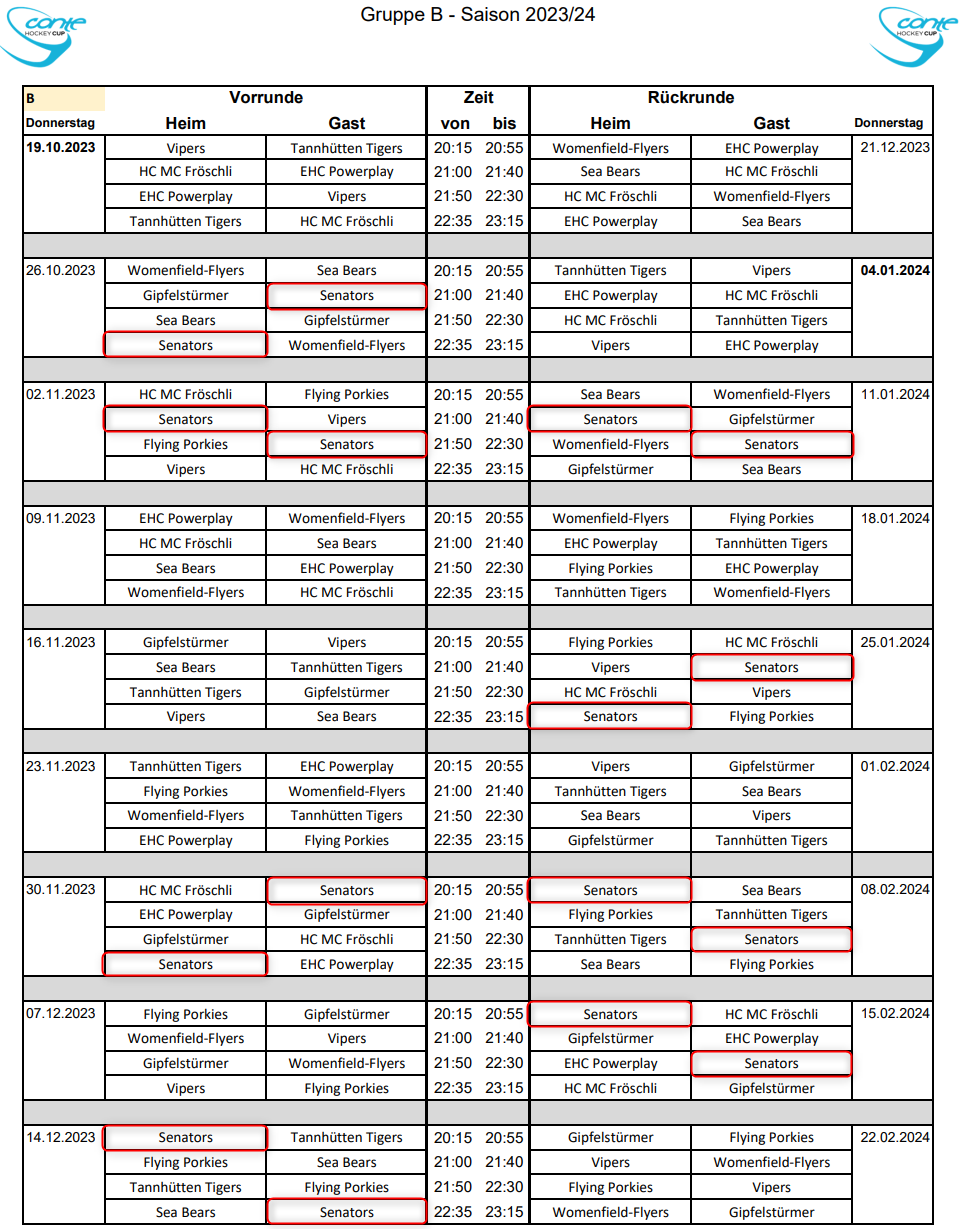 conte
HOCKEY CUP
Gruppe B - Saison 2023/24
conte
HOCKEY CUP
B Vorrunde Zeit Rückrunde
Donnerstag Heim Gast von bis Heim Gast Donnerstag
19.10.2023 Vipers Tannhütten Tigers 20:15 20:55 Womenfield-Flyers EHC Powerplay 21.12.2023
HC MC Fröschli EHC Powerplay 21:00 21:40 Sea Bears HC MC Fröschli
EHC Powerplay Vipers 21:50 22:30 HC MC Fröschli Womenfield-Flyers
Tannhütten Tigers HC MC Fröschli 22:35 23:15 EHC Powerplay Sea Bears
26.10.2023 Womenfield-Flyers Sea Bears 20:15 20:55 Tannhütten Tigers Vipers 04.01.2024
Gipfelstürmer Senators 21:00 21:40 EHC Powerplay HC MC Fröschli
Sea Bears Gipfelstürmer 21:50 22:30 HC MC Fröschli Tannhütten Tigers
Senators Womenfield-Flyers 22:35 23:15 Vipers EHC Powerplay
02.11.2023 HC MC Fröschli Flying Porkies 20:15 20:55 Sea Bears Womenfield-Flyers 11.01.2024
Senators Vipers 21:00 21:40 Senators Gipfelstürmer
Flying Porkies Senators 21:50 22:30 Womenfield-Flyers Senators
Vipers HC MC Fröschli 22:35 23:15 Gipfelstürmer Sea Bears
09.11.2023 EHC Powerplay Womenfield-Flyers 20:15 20:55 Womenfield-Flyers Flying Porkies 18.01.2024
HC MC Fröschli Sea Bears 21:00 21:40 EHC Powerplay Tannhütten Tigers
Sea Bears EHC Powerplay 21:50 22:30 Flying Porkies EHC Powerplay
Womenfield-Flyers HC MC Fröschli 22:35 23:15 Tannhütten Tigers Womenfield-Flyers
16.11.2023 Gipfelstürmer Vipers 20:15 20:55 Flying Porkies HC MC Fröschli 25.01.2024
Sea Bears Tannhütten Tigers 21:00 21:40 Vipers Senators
Tannhütten Tigers Gipfelstürmer 21:50 22:30 HC MC Fröschli Vipers
Vipers Sea Bears 22:35 23:15 Senators Flying Porkies
23.11.2023 Tannhütten Tigers EHC Powerplay 20:15 20:55 Vipers Gipfelstürmer 01.02.2024
Flying Porkies Womenfield-Flyers 21:00 21:40 Tannhütten Tigers Sea Bears
Womenfield-Flyers Tannhütten Tigers 21:50 22:30 Sea Bears Vipers
EHC Powerplay Flying Porkies 22:35 23:15 Gipfelstürmer Tannhütten Tigers
30.11.2023 HC MC Fröschli Senators 20:15 20:55 Senators Sea Bears 08.02.2024
EHC Powerplay Gipfelstürmer 21:00 21:40 Flying Porkies Tannhütten Tigers
Gipfelstürmer HC MC Fröschli 21:50 22:30 Tannhütten Tigers Senators
Senators EHC Powerplay 22:35 23:15 Sea Bears Flying Porkies
07.12.2023 Flying Porkies Gipfelstürmer 20:15 20:55 Senators HC MC Fröschli 15.02.2024
Womenfield-Flyers Vipers 21:00 21:40 Gipfelstürmer EHC Powerplay
Gipfelstürmer Womenfield-Flyers 21:50 22:30 EHC Powerplay Senators
Vipers Flying Porkies 22:35 23:15 HC MC Fröschli Gipfelstürmer
14.12.2023 Senators Tannhütten Tigers 20:15 20:55 Gipfelstürmer Flying Porkies 22.02.2024
Flying Porkies Sea Bears 21:00 21:40 Vipers Womenfield-Flyers
Tannhütten Tigers Flying Porkies 21:50 22:30 Flying Porkies Vipers
Sea Bears Senators 22:35 23:15 Womenfield-Flyers Gipfelstürmer